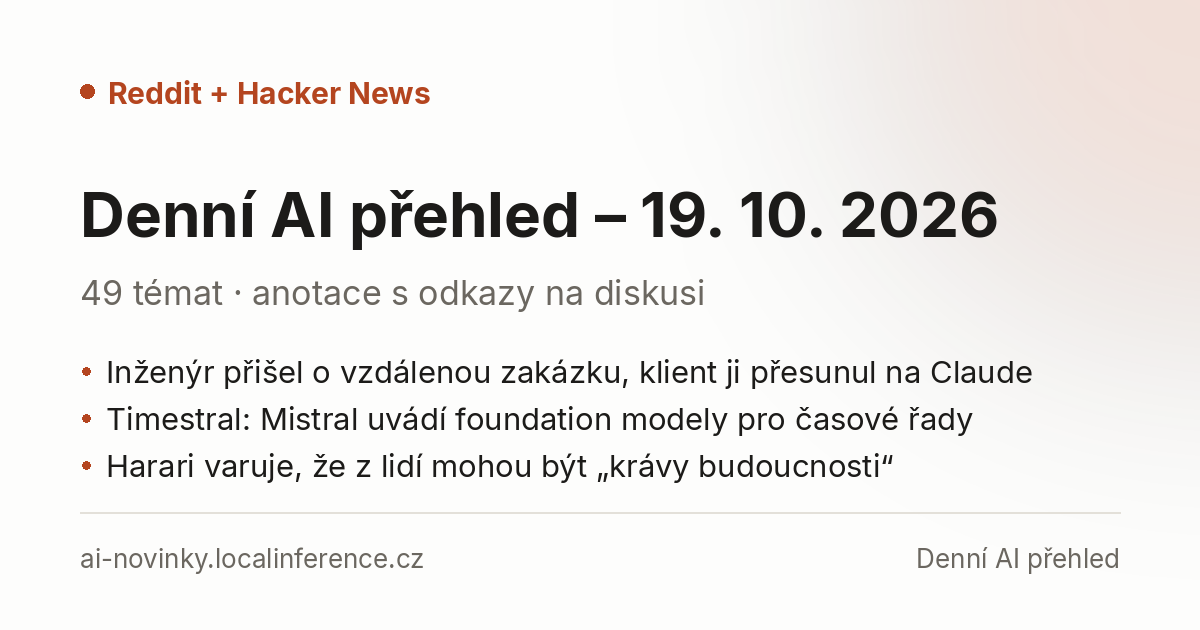 Reddit + Hacker News
Denní AI přehled – 19. 10. 2026
49 témat · anotace s odkazy na diskusi
• Inženýr přišel o vzdálenou zakázku, klient ji přesunul na Claude
• Timestral: Mistral uvádí foundation modely pro časové řady
• Harari varuje, že z lidí mohou být „krávy budoucnosti“
ai-novinky.localinference.cz
Denní AI přehled